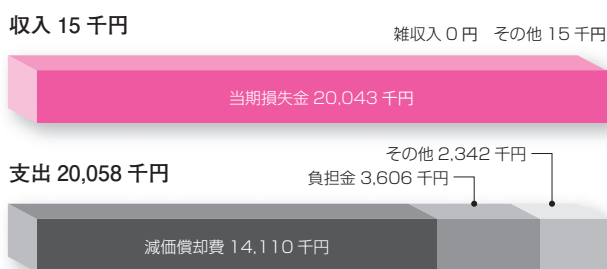 収入 15 千円
雑収入 0 円　その他 15 千円
当期損失金 20,043 千円
支出 20,058 千円
その他 2,342 千円
負担金 3,606 千円
減価償却費 14,110 千円